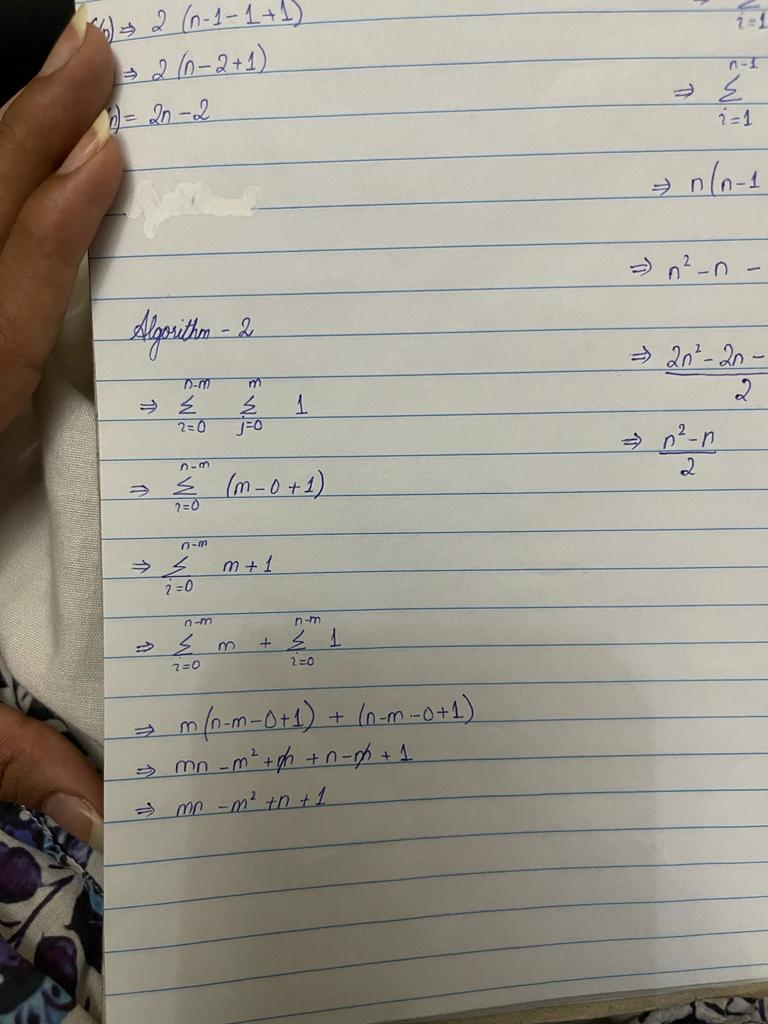 ⇒ 2 (n-1-1+1)
⇒ 2 (n-2+1)
= 2n-2
Algorithm - 2
⇒ n-m Σ i=0 m Σ j=0 1
⇒ n-m Σ i=0 (m-0+1)
⇒ n-m Σ i=0 m+1
⇒ n-m Σ i=0 m + n-m Σ i=0 1
⇒ m(n-m-0+1) + (n-m-0+1)
⇒ mn - m² + m + n - m + 1
⇒ mn - m² + n + 1
i=1
⇒ n-1 Σ i=1
⇒ n(n-1
⇒ n² - n -
⇒ 2n² - 2n - / 2
⇒ n² - n / 2